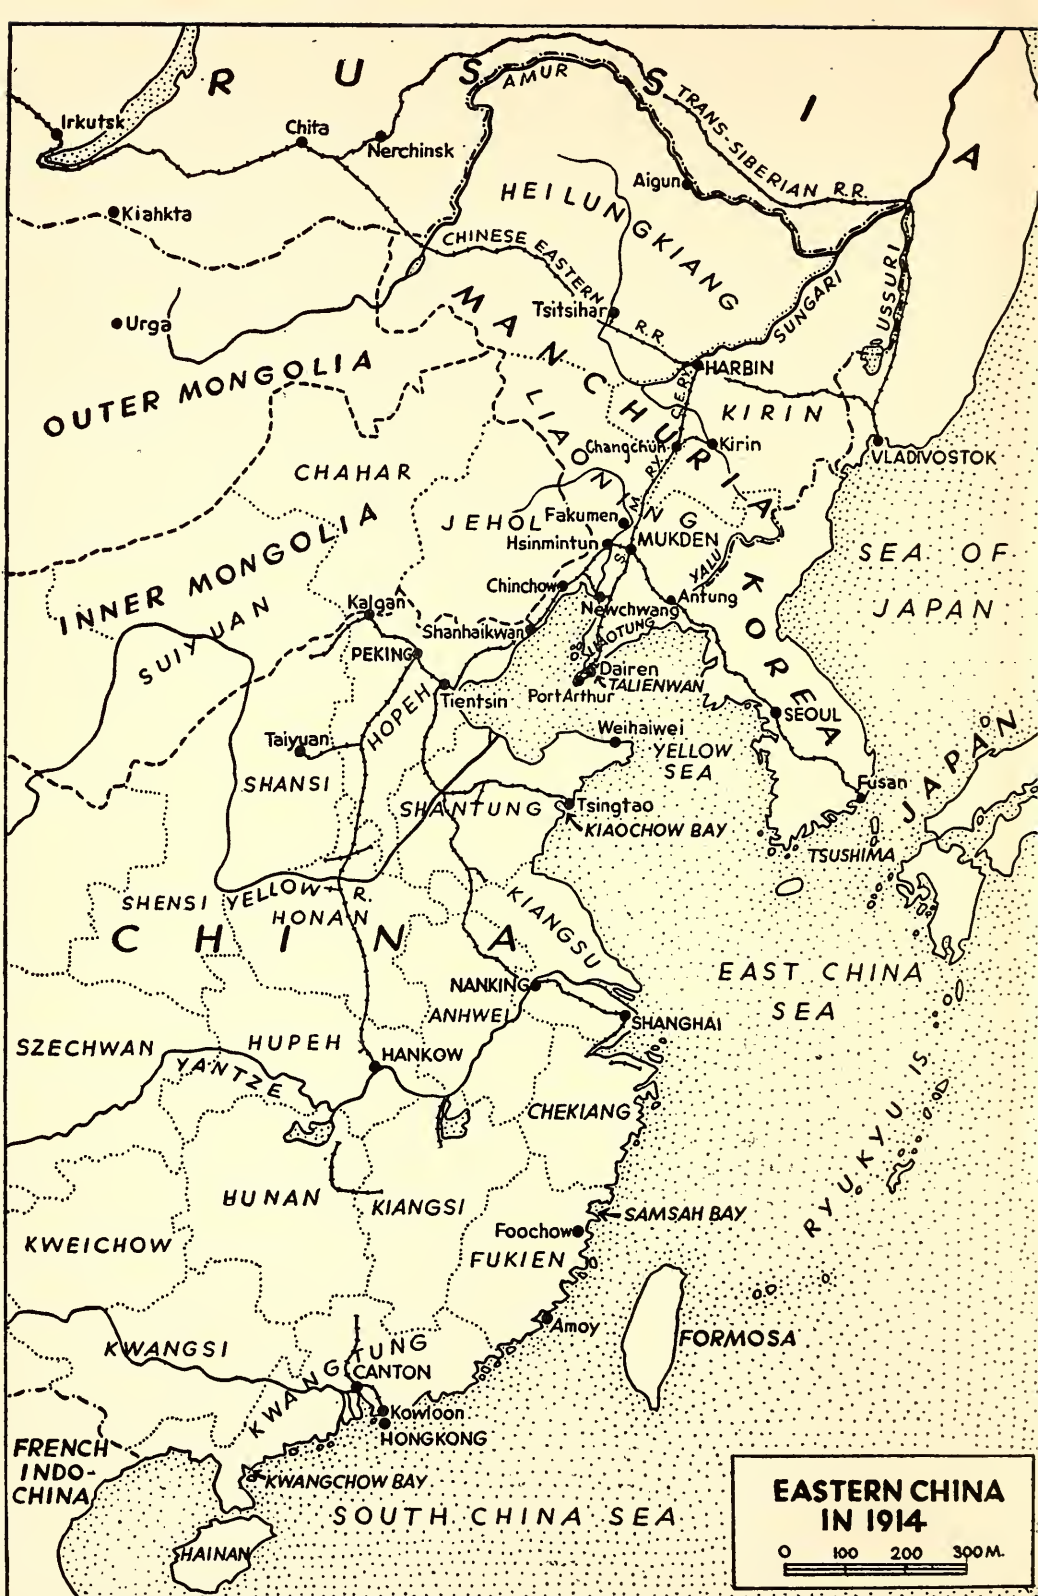 RUSSIA
AMUR
TRANS-SIBERIAN R.R.
Irkutsk
Chita
Nerchinsk
Aigun
Kiahkta
HEILUNGKIANG
CHINESE EASTERN
R.R.
USSURI
SUNGARI
Urga
Tsitsihar
MANCHURIA
HARBIN
OUTER MONGOLIA
LIAONING
C.E.RY.
KIRIN
Changchun
Kirin
VLADIVOSTOK
CHAHAR
S. M. RY.
JEHOL
Fakumen
Hsinmintun
MUKDEN
SEA OF
JAPAN
INNER MONGOLIA
Chinchow
YALU
Newchwang
Antung
KOREA
SUIYUAN
Kalgan
Shanhaikwan
LIAOTUNG
PEKING
Dairen
TALIENWAN
Port Arthur
HOPEH
Tientsin
SEOUL
Taiyuan
Weihaiwei
YELLOW
SEA
JAPAN
SHANSI
SHANTUNG
Tsingtao
KIAOCHOW BAY
Fusan
TSUSHIMA
SHENSI
YELLOW R.
HONAN
KIANGSU
CHINA
EAST CHINA
SEA
NANKING
ANHWEI
SHANGHAI
SZECHWAN
HUPEH
HANKOW
YANTZE
RYUKYU IS.
CHEKIANG
HUNAN
KIANGSI
SAMSAH BAY
Foochow
KWEICHOW
FUKIEN
Amoy
FORMOSA
KWANGSI
KWANGTUNG
CANTON
Kowloon
HONGKONG
FRENCH
INDO-
CHINA
KWANGCHOW BAY
SOUTH CHINA SEA
HAINAN
EASTERN CHINA
IN 1914
0 100 200 300 M.